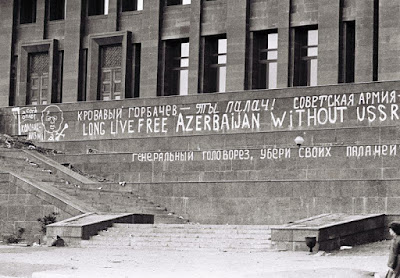 КРОВАВЫЙ ГОРБАЧЕВ — ТЫ ПАЛАЧ! СОВЕТСКАЯ АРМИЯ-
LONG LIVE FREE AZERBAIJAN WITHOUT USSR
ГЕНЕРАЛЬНЫЙ ГОЛОВОРЕЗ, УБЕРИ СВОИХ ПАЛАЧЕЙ